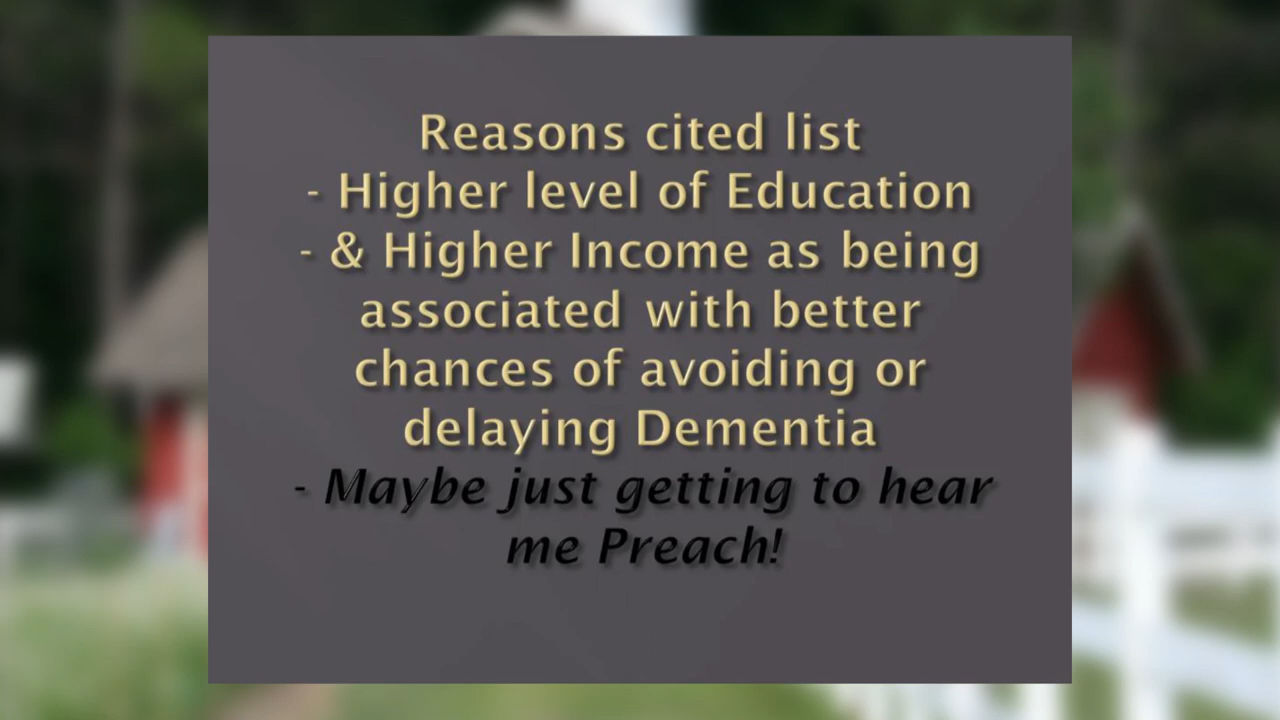 Reasons cited list
- Higher level of Education
- & Higher Income as being
associated with better
chances of avoiding or
delaying Dementia
- Maybe just getting to hear
me Preach!